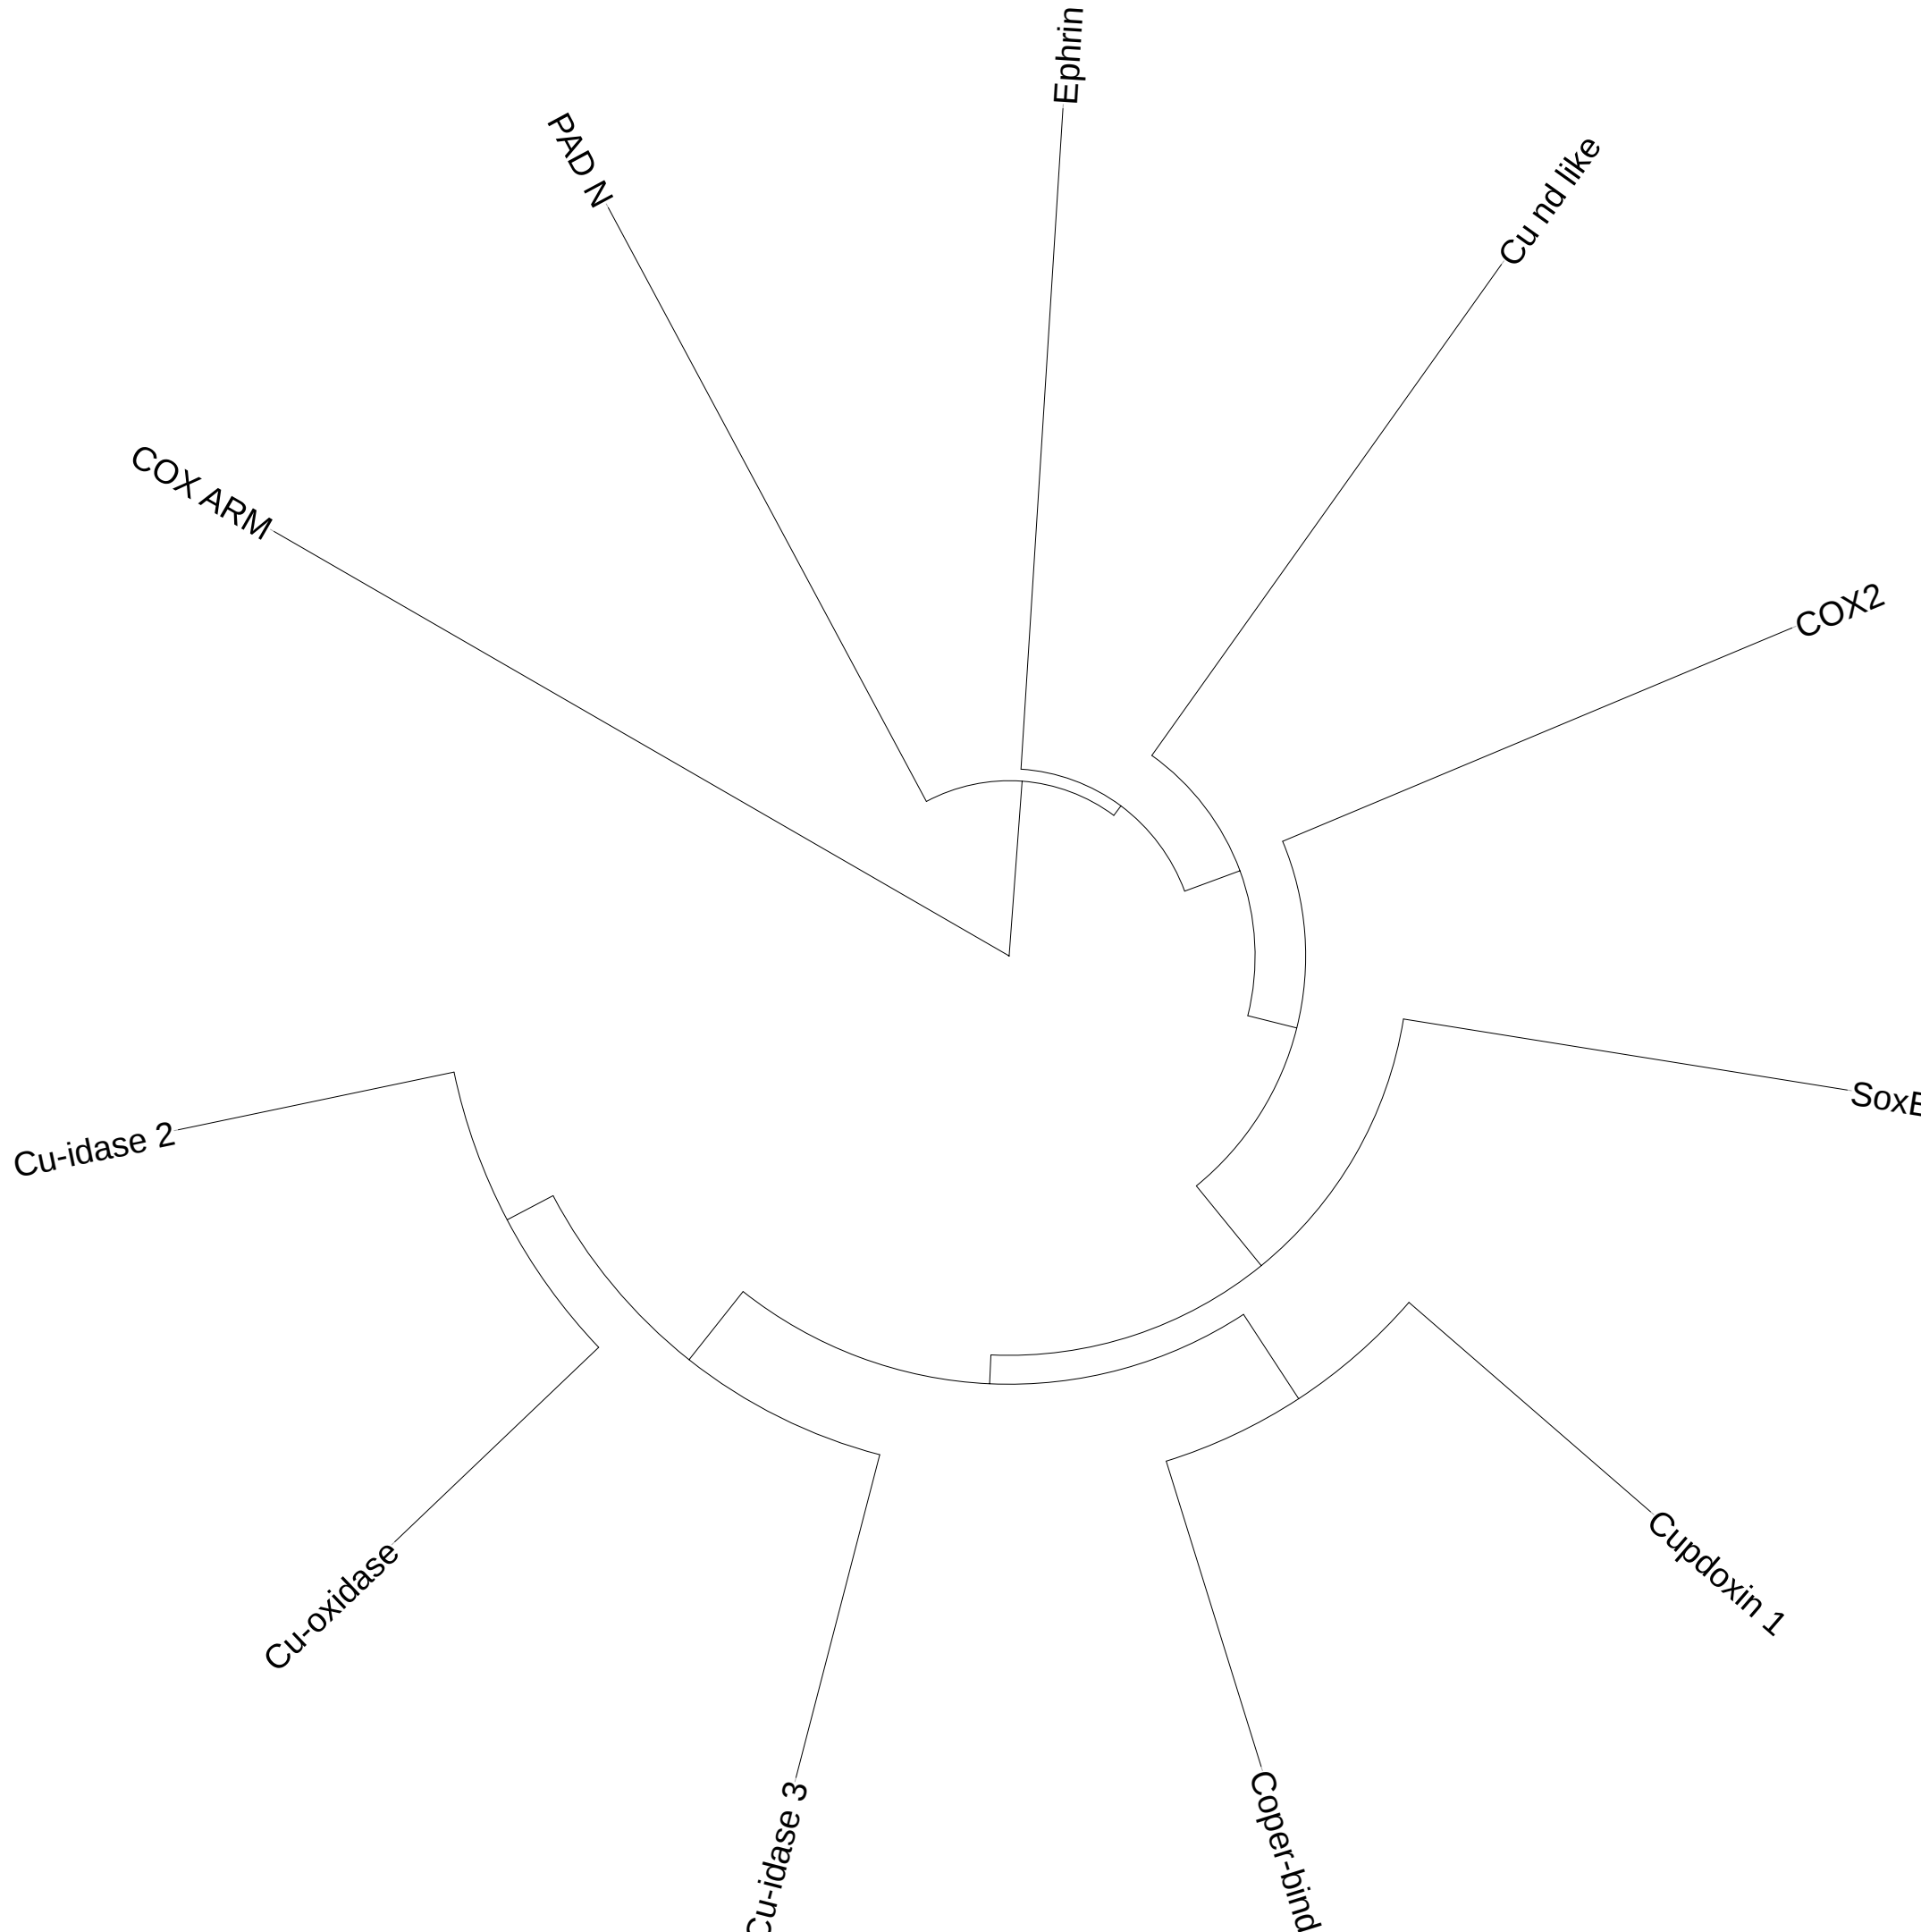 Ephrin
PAD N
Cu nd like
COX ARM
COX2
SoxE
Cu-idase 2
Cupdoxin 1
Cu-oxidase
Cu-idase 3
Coper-bind